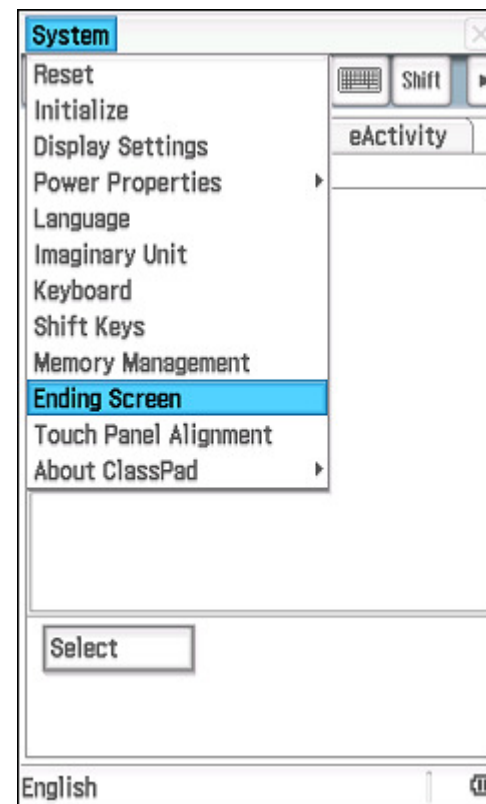 System
Reset
Shift
Initialize
Display Settings
eActivity
Power Properties
Language
Imaginary Unit
Keyboard
Shift Keys
Memory Management
Ending Screen
Touch Panel Alignment
About ClassPad
Select
English